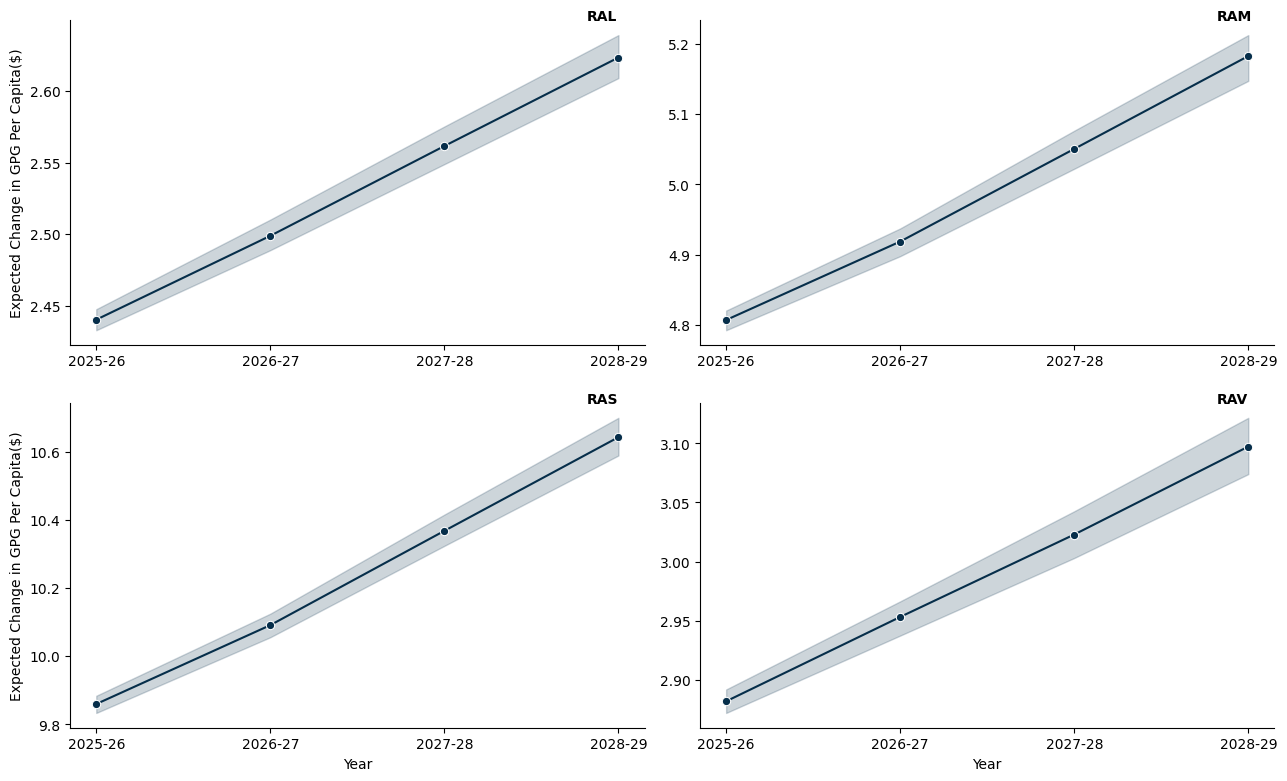 RAL
Expected Change in GPG Per Capita($)
2.60
2.55
2.50
2.45
2025-26 2026-27 2027-28 2028-29
RAM
5.2
5.1
5.0
4.9
4.8
2025-26 2026-27 2027-28 2028-29
RAS
Expected Change in GPG Per Capita($)
10.6
10.4
10.2
10.0
9.8
2025-26 2026-27 2027-28 2028-29
Year
RAV
3.10
3.05
3.00
2.95
2.90
2025-26 2026-27 2027-28 2028-29
Year